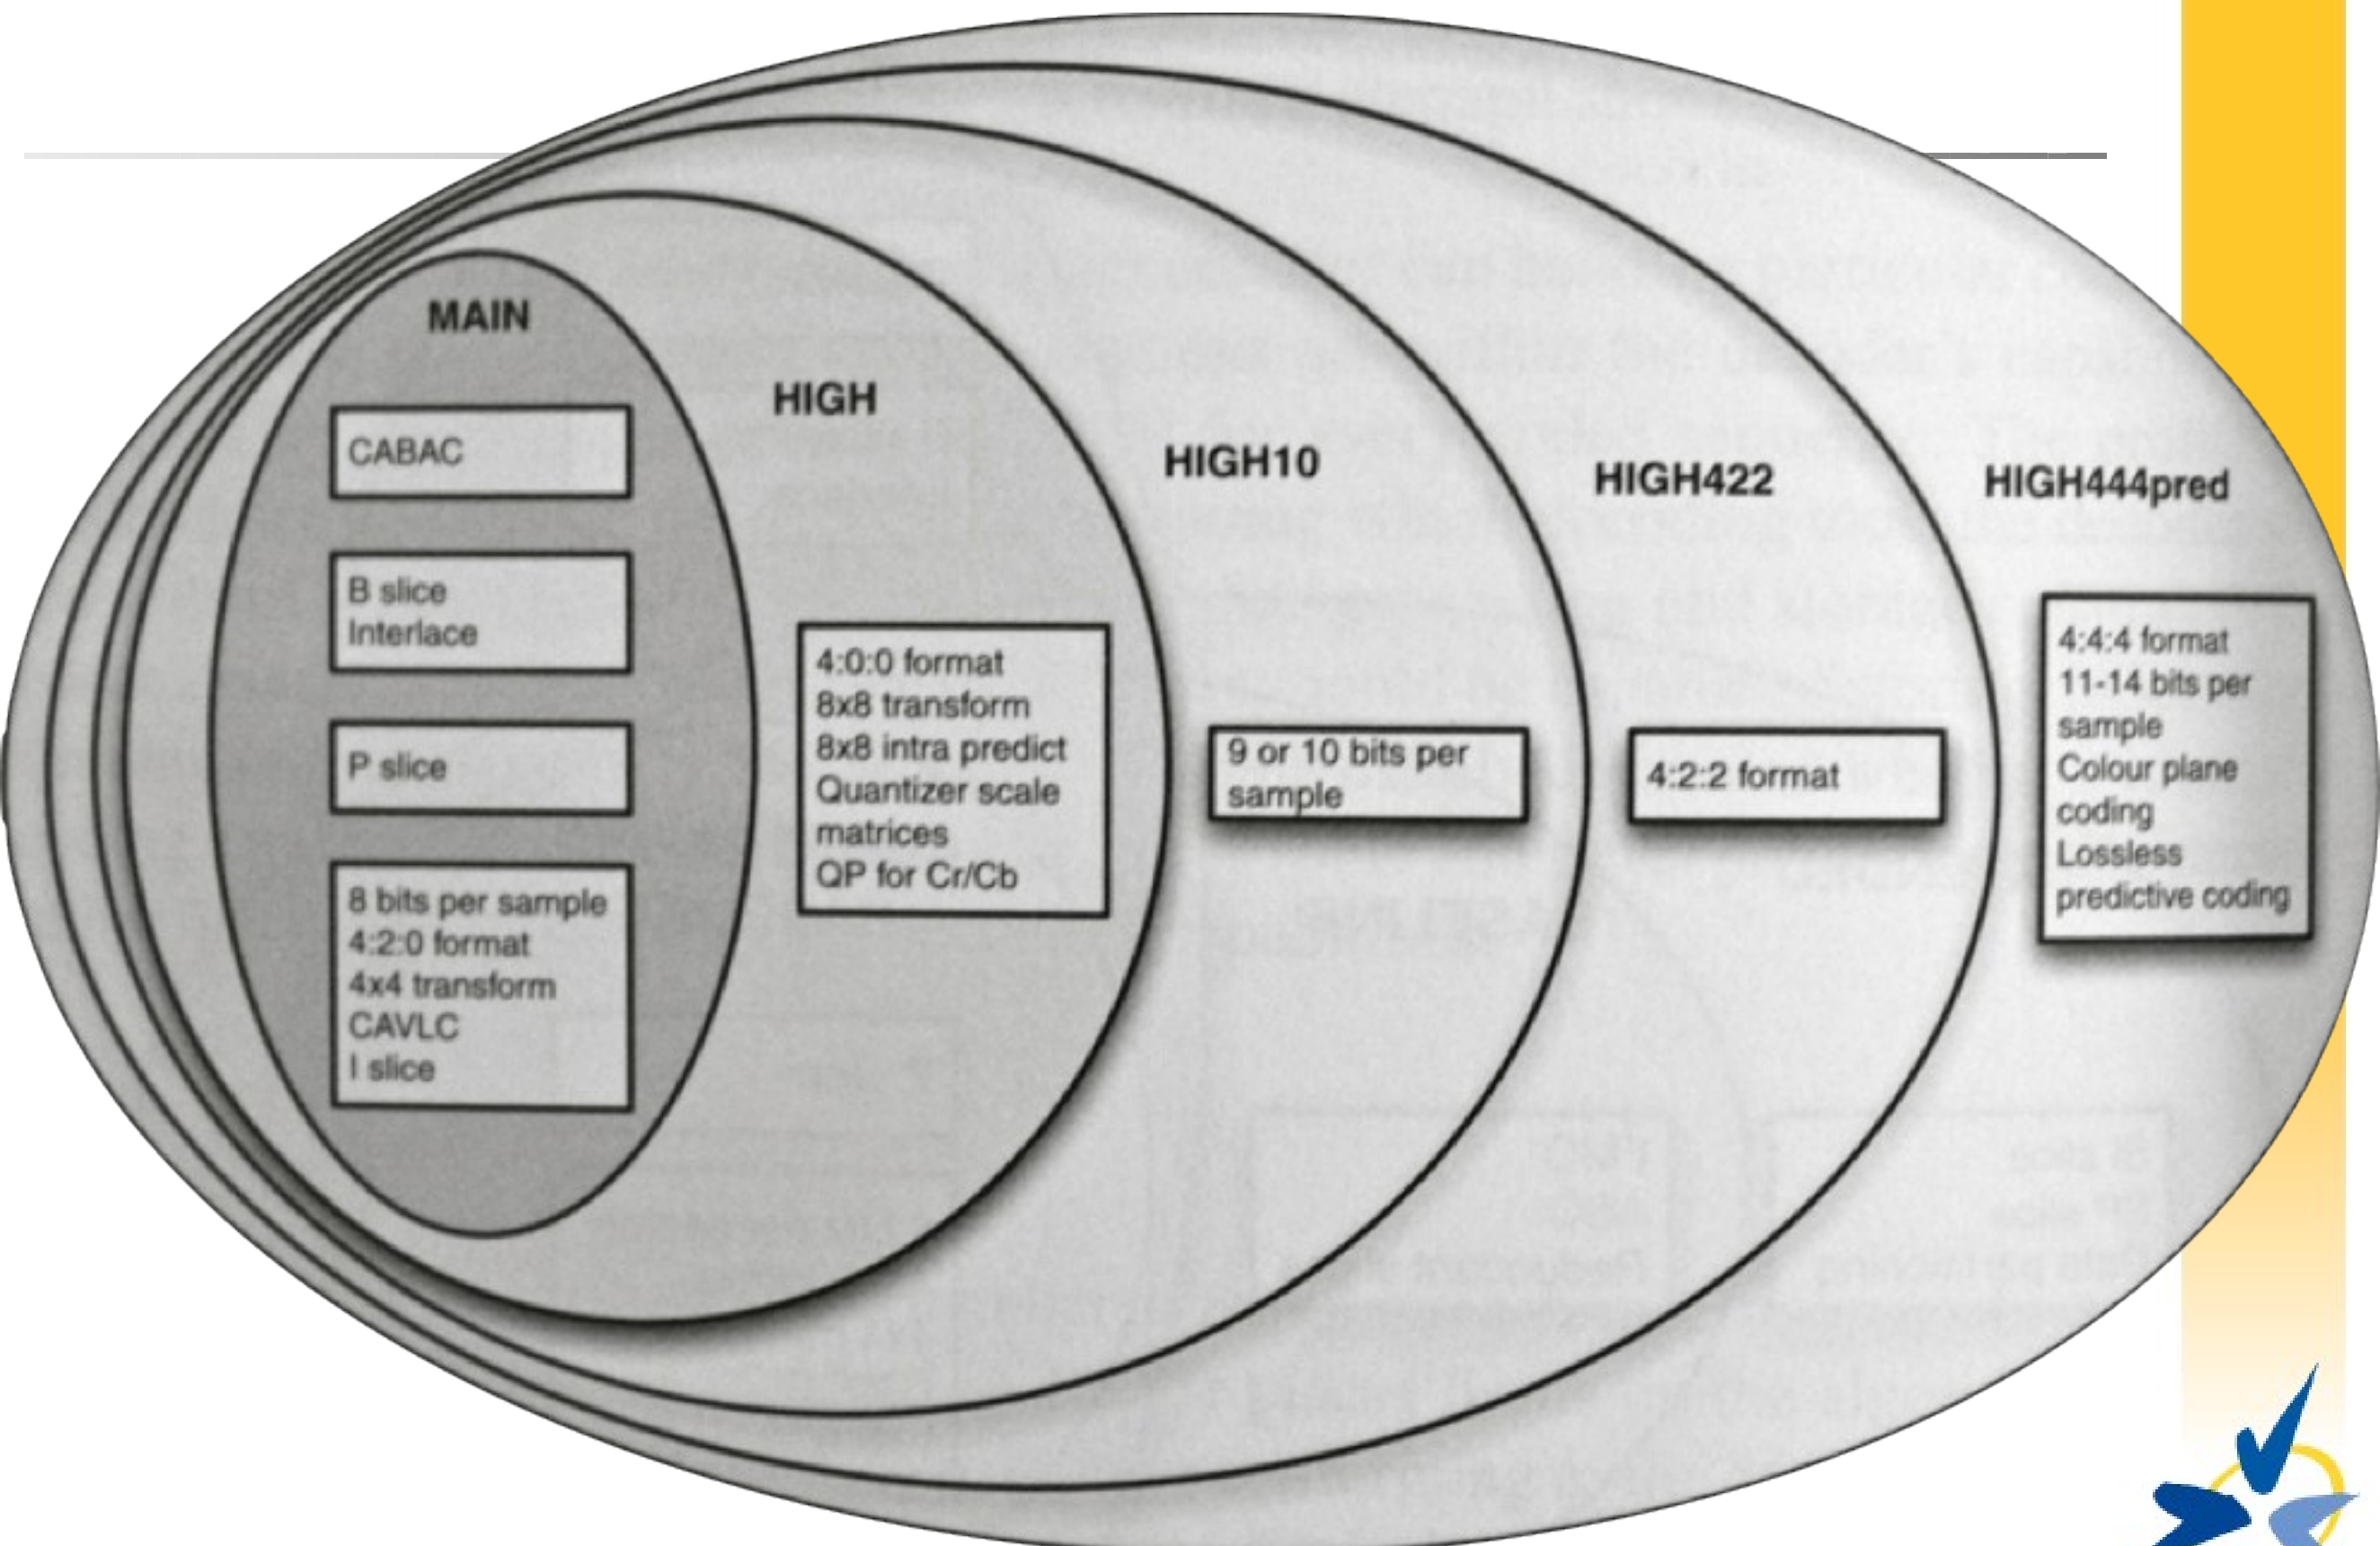 MAIN
CABAC
B slice
Interlace
P slice
8 bits per sample
4:2:0 format
4x4 transform
CAVLC
I slice
HIGH
4:0:0 format
8x8 transform
8x8 intra predict
Quantizer scale
matrices
QP for Cr/Cb
HIGH10
9 or 10 bits per
sample
HIGH422
4:2:2 format
HIGH444pred
4:4:4 format
11-14 bits per
sample
Colour plane
coding
Lossless
predictive coding